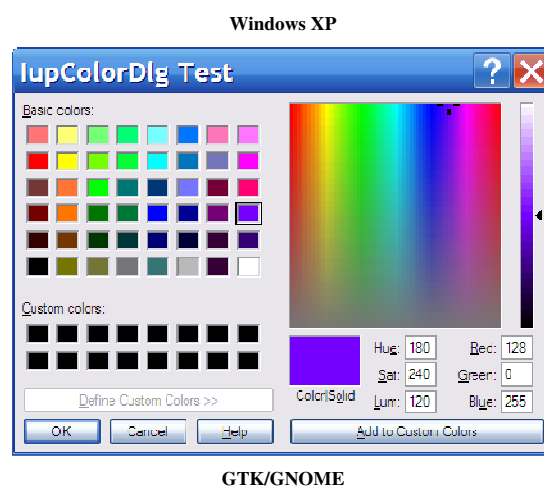 Windows XP
IupColorDlg Test
Basic colors:
Custom colors:
Define Custom Colors >>
OK Cancel Help
Hue: 180 Red: 128
Sat: 240 Green: 0
Color|Solid Lum: 120 Blue: 255
Add to Custom Colors
GTK/GNOME